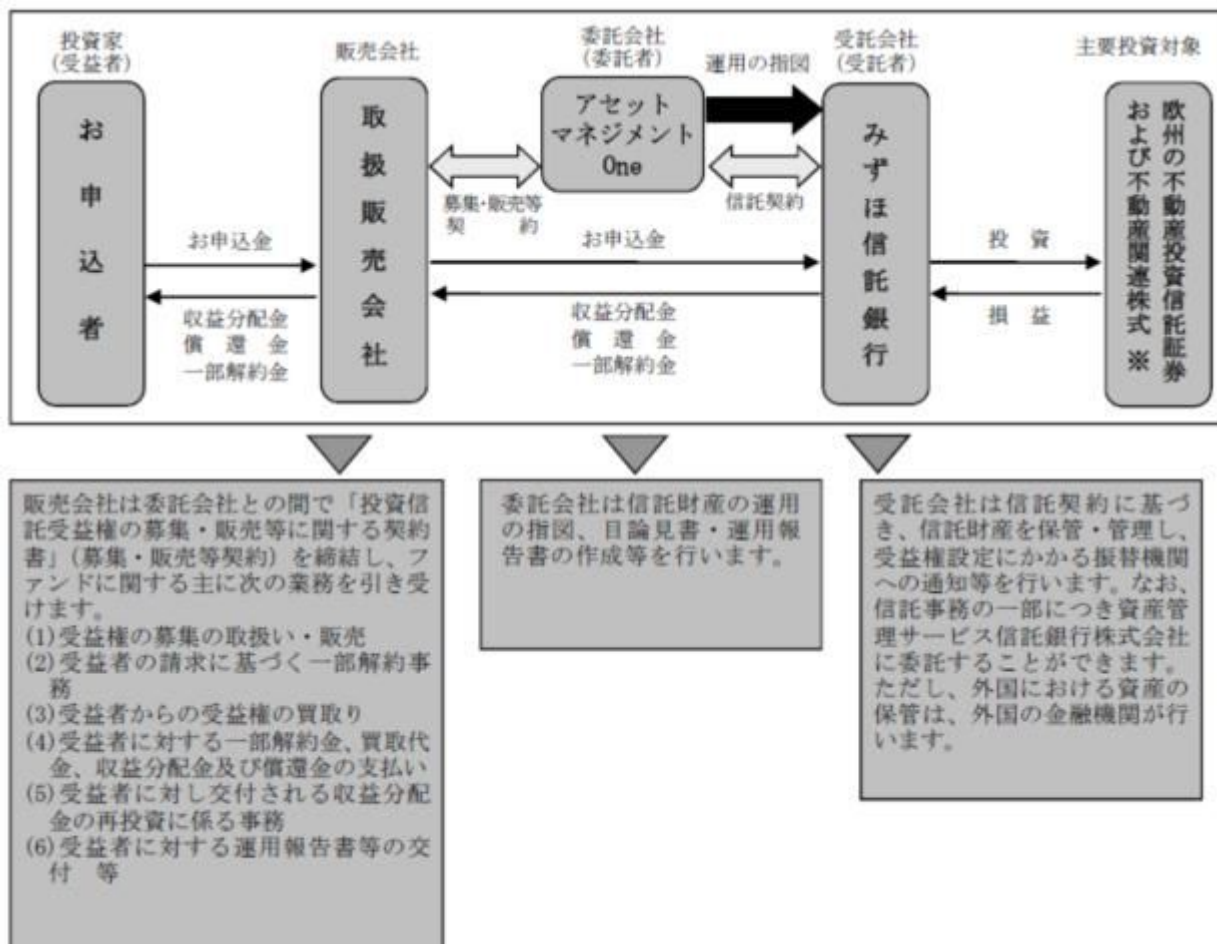 投資家
(受益者)
お申込者
販売会社
取扱販売会社
委託会社
(委託者)
アセット
マネジメント
One
運用の指図
受託会社
(受託者)
みずほ信託銀行
主要投資対象
欧州の不動産投資信託証券
および不動産関連株式 ※
募集・販売等
契　約
信託契約
お申込金
収益分配金
償　還　金
一部解約金
お申込金
収益分配金
償　還　金
一部解約金
投　資
損　益
販売会社は委託会社との間で「投資信
託受益権の募集・販売等に関する契約
書」(募集・販売等契約) を締結し、フ
ァンドに関する主に次の業務を引き受
けます。
(1)受益権の募集の取扱い・販売
(2)受益者の請求に基づく一部解約事
務
(3)受益者からの受益権の買取り
(4)受益者に対する一部解約金、買取代
金、収益分配金及び償還金の支払い
(5)受益者に対し交付される収益分配
金の再投資に係る事務
(6)受益者に対する運用報告書等の交
付　等
委託会社は信託財産の運用
の指図、目論見書・運用報
告書の作成等を行います。
受託会社は信託契約に基づ
き、信託財産を保管・管理し、
受益権設定にかかる振替機関
への通知等を行います。なお、
信託事務の一部につき資産管
理サービス信託銀行株式会社
に委託することができます。
ただし、外国における資産の
保管は、外国の金融機関が行
います。